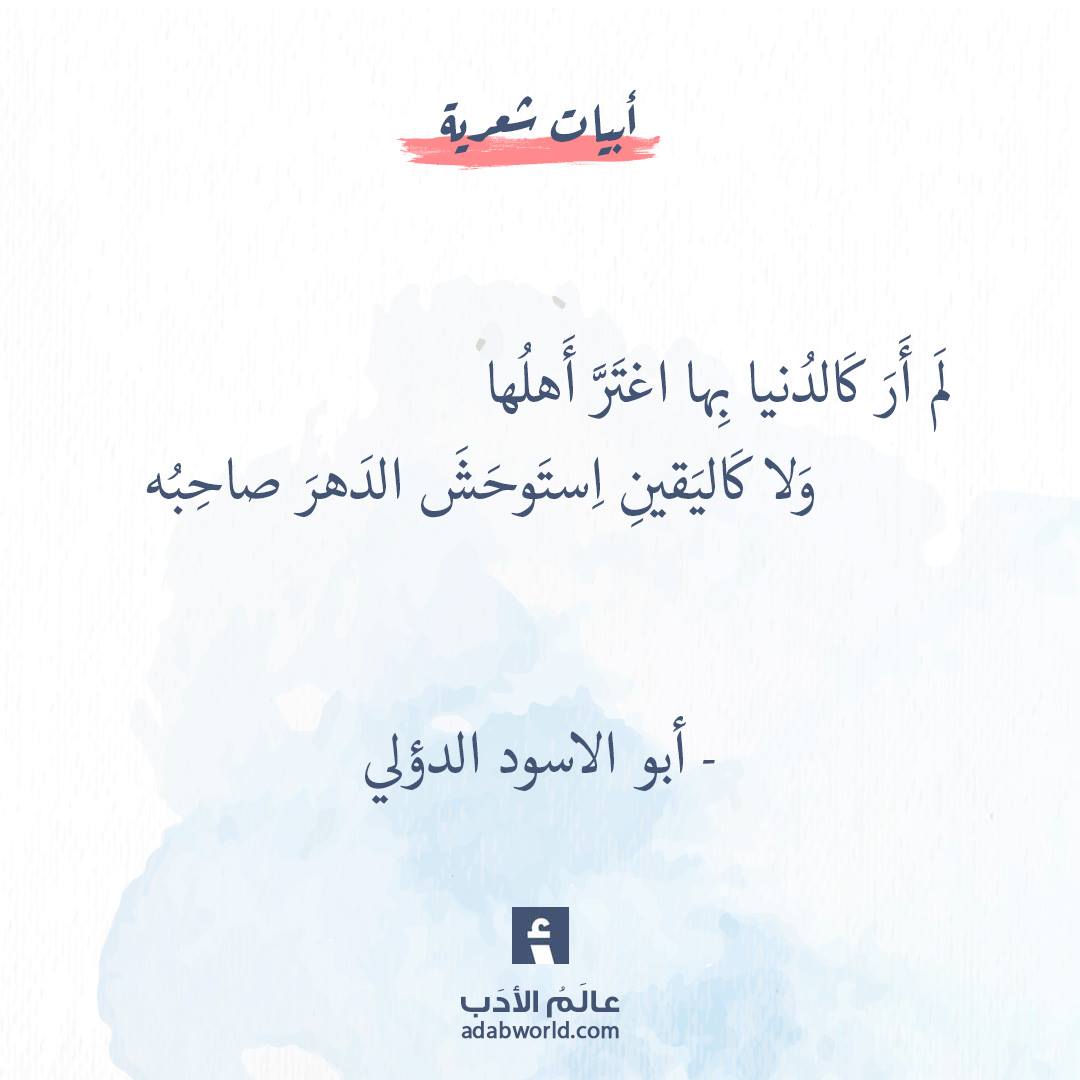 أبيات شعرية
لَم أَرَ كَالدُنيا بِها اغتَرَّ أَهلُها
وَلا كَاليَقينِ اِستَوحَشَ الدَهرَ صاحِبُه
- أبو الاسود الدؤلي
أ
عالَمُ الأدَب
adabworld.com